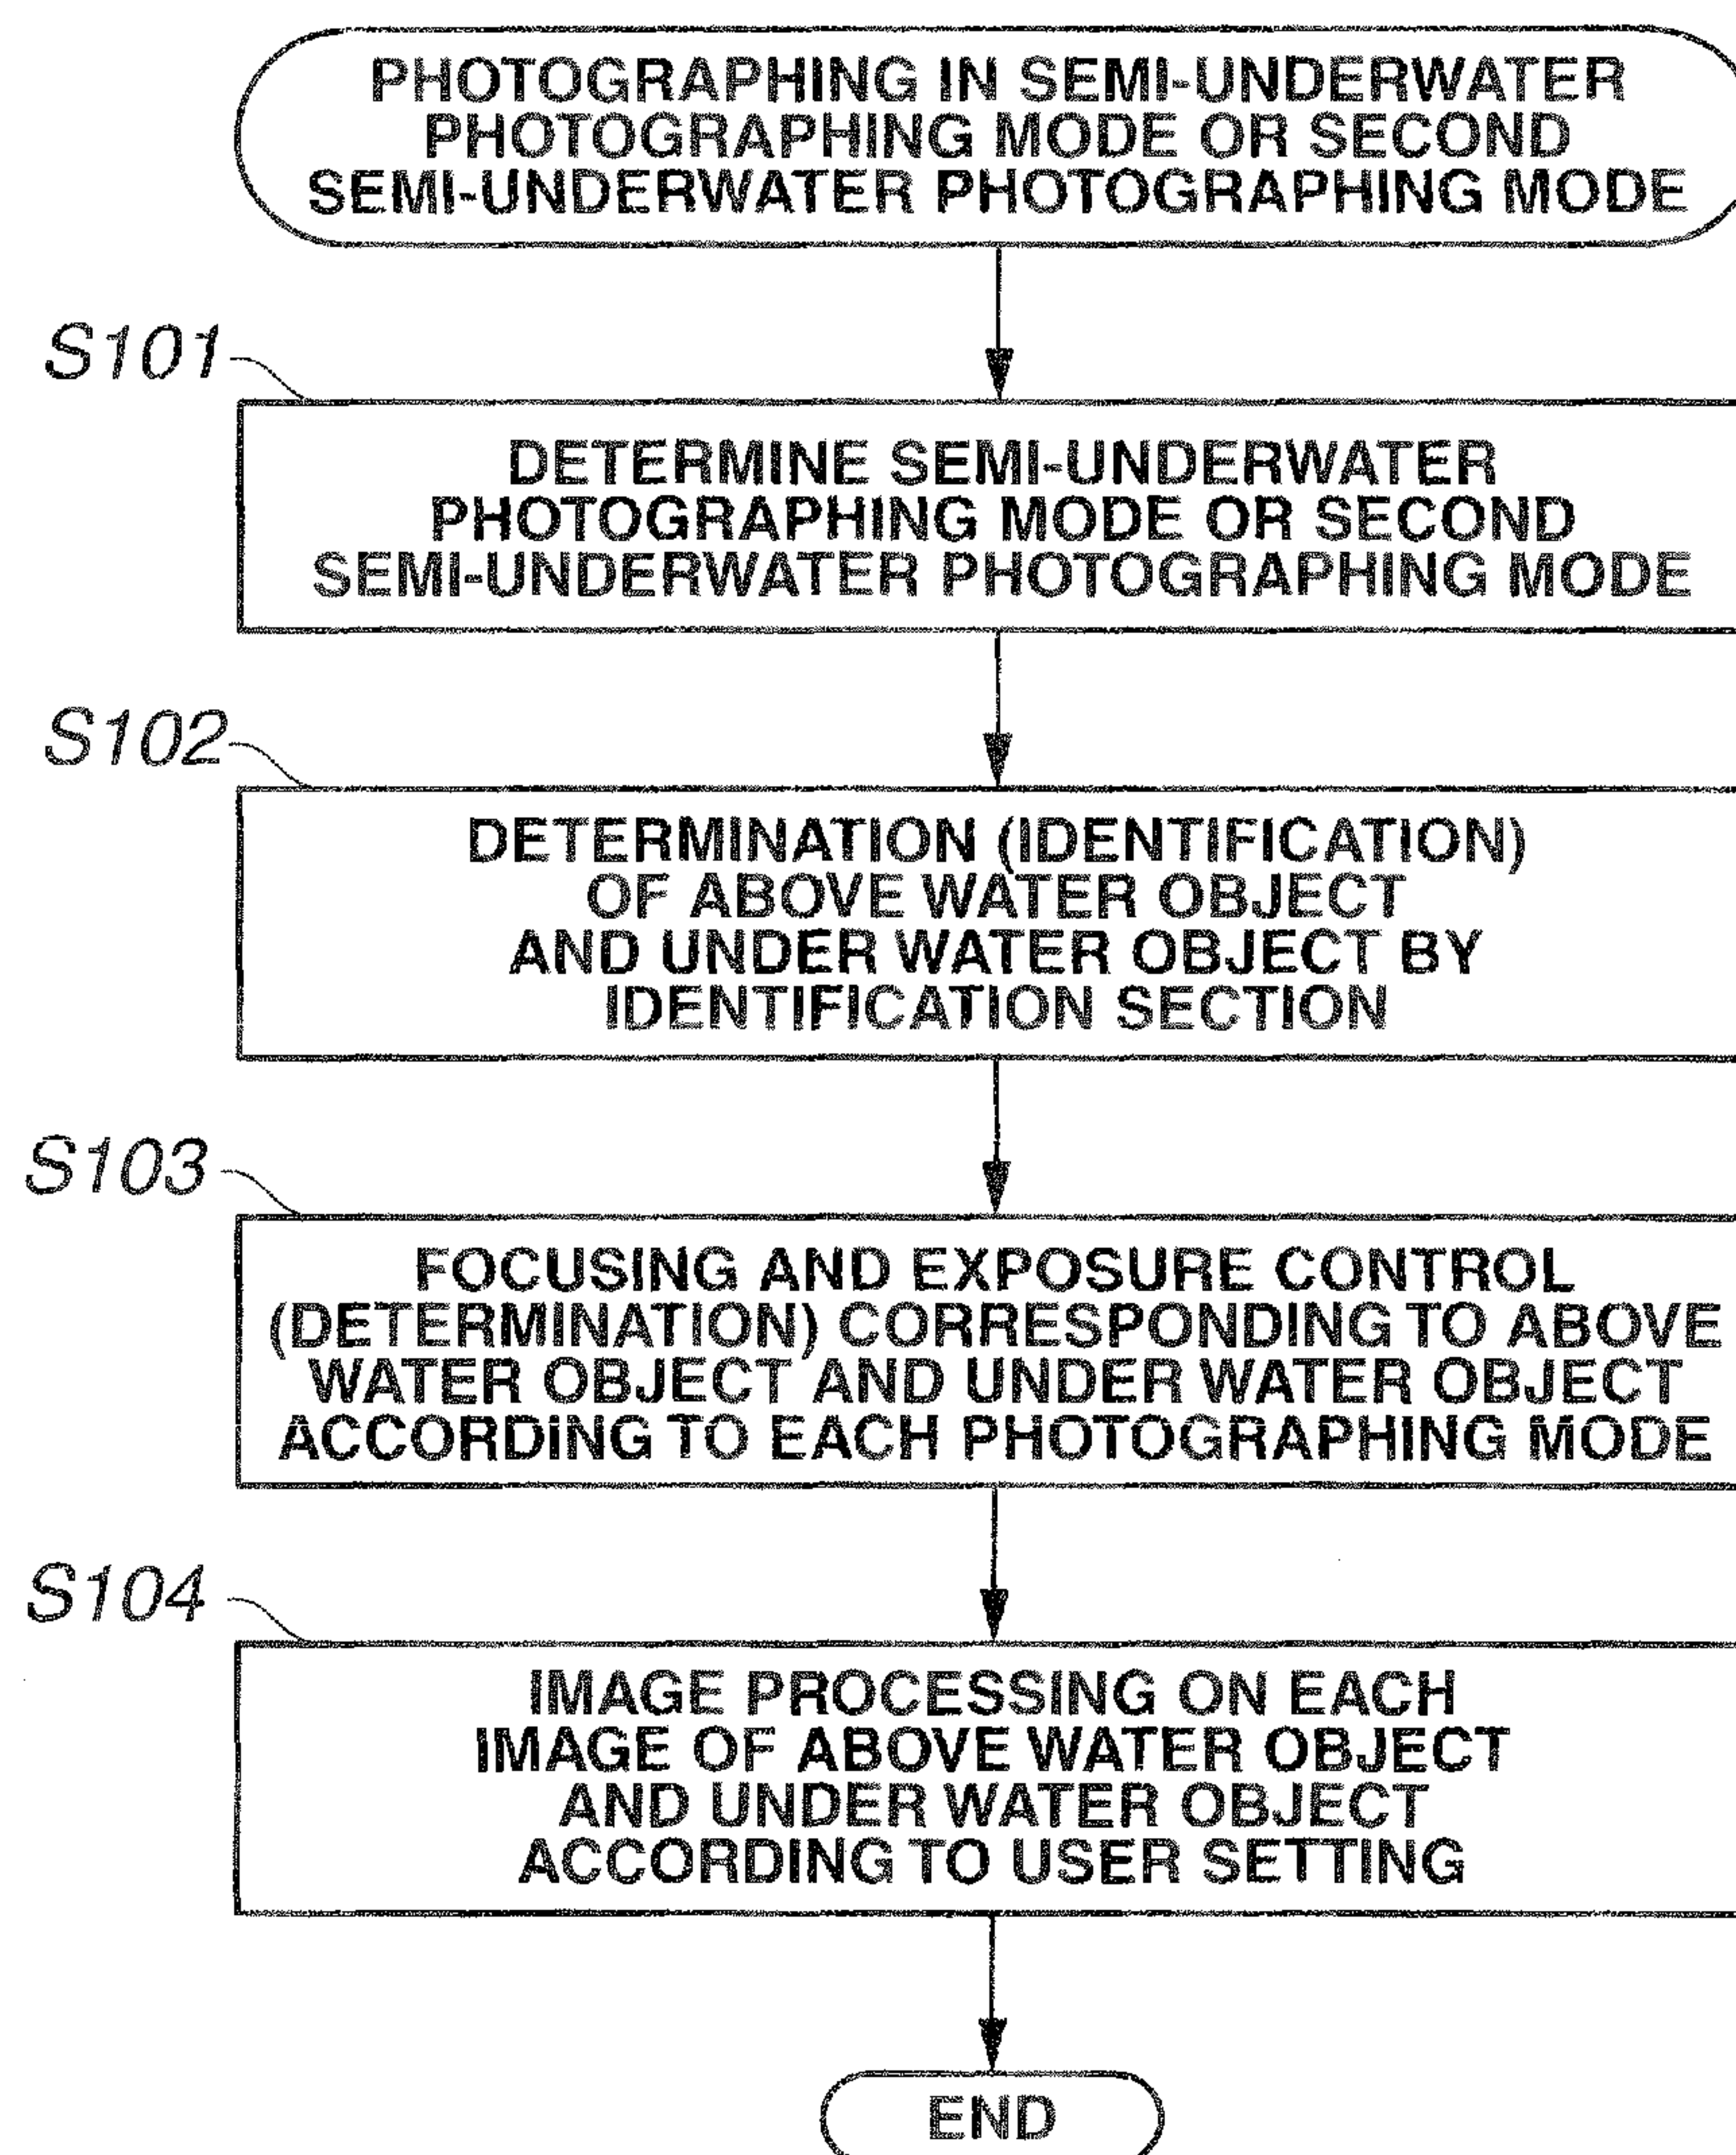 PHOTOGRAPHING IN SEMI-UNDERWATER
PHOTOGRAPHING MODE OR SECOND
SEMI-UNDERWATER PHOTOGRAPHING MODE
S101
DETERMINE SEMI-UNDERWATER
PHOTOGRAPHING MODE OR SECOND
SEMI-UNDERWATER PHOTOGRAPHING MODE
S102
DETERMINATION (IDENTIFICATION)
OF ABOVE WATER OBJECT
AND UNDER WATER OBJECT BY
IDENTIFICATION SECTION
S103
FOCUSING AND EXPOSURE CONTROL
(DETERMINATION) CORRESPONDING TO ABOVE
WATER OBJECT AND UNDER WATER OBJECT
ACCORDING TO EACH PHOTOGRAPHING MODE
S104
IMAGE PROCESSING ON EACH
IMAGE OF ABOVE WATER OBJECT
AND UNDER WATER OBJECT
ACCORDING TO USER SETTING
END